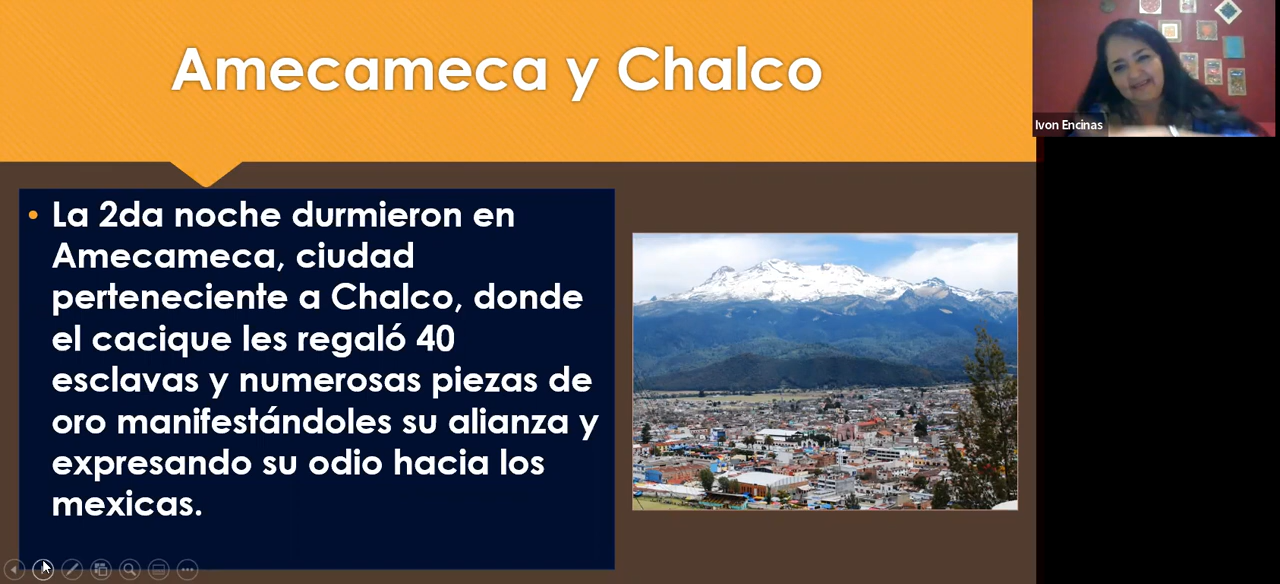 Amecameca y Chalco
Ivon Encinas
• La 2da noche durmieron en
Amecameca, ciudad
perteneciente a Chalco, donde
el cacique les regaló 40
esclavas y numerosas piezas de
oro manifestándoles su alianza y
expresando su odio hacia los
mexicas.